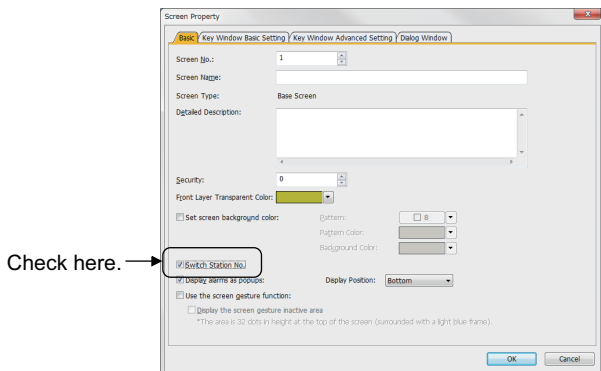 Screen Property
Basic Key Window Basic Setting Key Window Advanced Setting Dialog Window
Screen No.: 1
Screen Name:
Screen Type: Base Screen
Detailed Description:
Security: 0
Front Layer Transparent Color:
Set screen background color: Pattern: 8
Pattern Color:
Background Color:
Check here. Switch Station No.
Display alarms as popups: Display Position: Bottom
Use the screen gesture function:
Display the screen gesture inactive area
*The area is 32 dots in height at the top of the screen (surrounded with a light blue frame).
OK Cancel